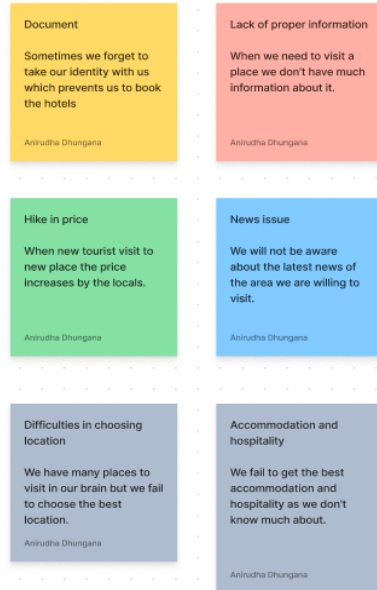 Document
Sometimes we forget to
take our identity with us
which prevents us to book
the hotels
Anirudha Dhungana
Lack of proper information
When we need to visit a
place we don't have much
information about it.
Anirudha Dhungana
Hike in price
When new tourist visit to
new place the price
increases by the locals.
Anirudha Dhungana
News issue
We will not be aware
about the latest news of
the area we are willing to
visit.
Anirudha Dhungana
Difficulties in choosing
location
We have many places to
visit in our brain but we fail
to choose the best
location.
Anirudha Dhungana
Accommodation and
hospitality
We fail to get the best
accommodation and
hospitality as we don't
know much about.
Anirudha Dhungana